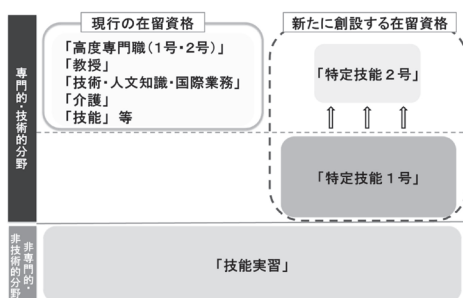 現行の在留資格
新たに創設する在留資格
専門的・技術的分野
「高度専門職(1号・2号)」
「教授」
「技術・人文知識・国際業務」
「介護」
「技能」等
「特定技能2号」
⇧ ⇧ ⇧
「特定技能1号」
非専門的・
非技術的分野
「技能実習」